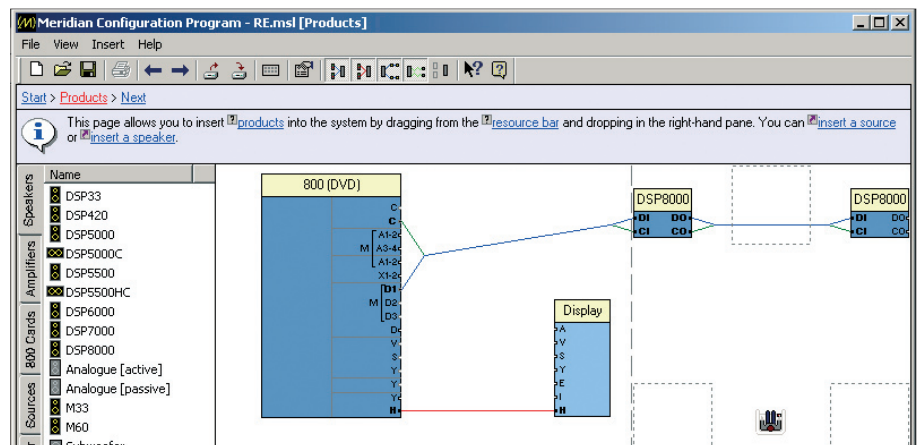 Meridian Configuration Program - RE.msl [Products]
File View Insert Help
Start > Products > Next
This page allows you to insert products into the system by dragging from the resource bar and dropping in the right-hand pane. You can insert a source
or insert a speaker.
Speakers
Amplifiers
800 Cards
Sources
Name
DSP33
DSP420
DSP5000
DSP5000C
DSP5500
DSP5500HC
DSP6000
DSP7000
DSP8000
Analogue [active]
Analogue [passive]
M33
M60
800 (DVD)
C
C
A1-2
M A3-4
A1-2
X1-2
D1
M D2
D3
D
V
S
Y
Y
Y
H
Display
A
V
S
Y
E
I
H
DSP8000
DI DO
CI CO
DSP8000
DI DO
CI CO